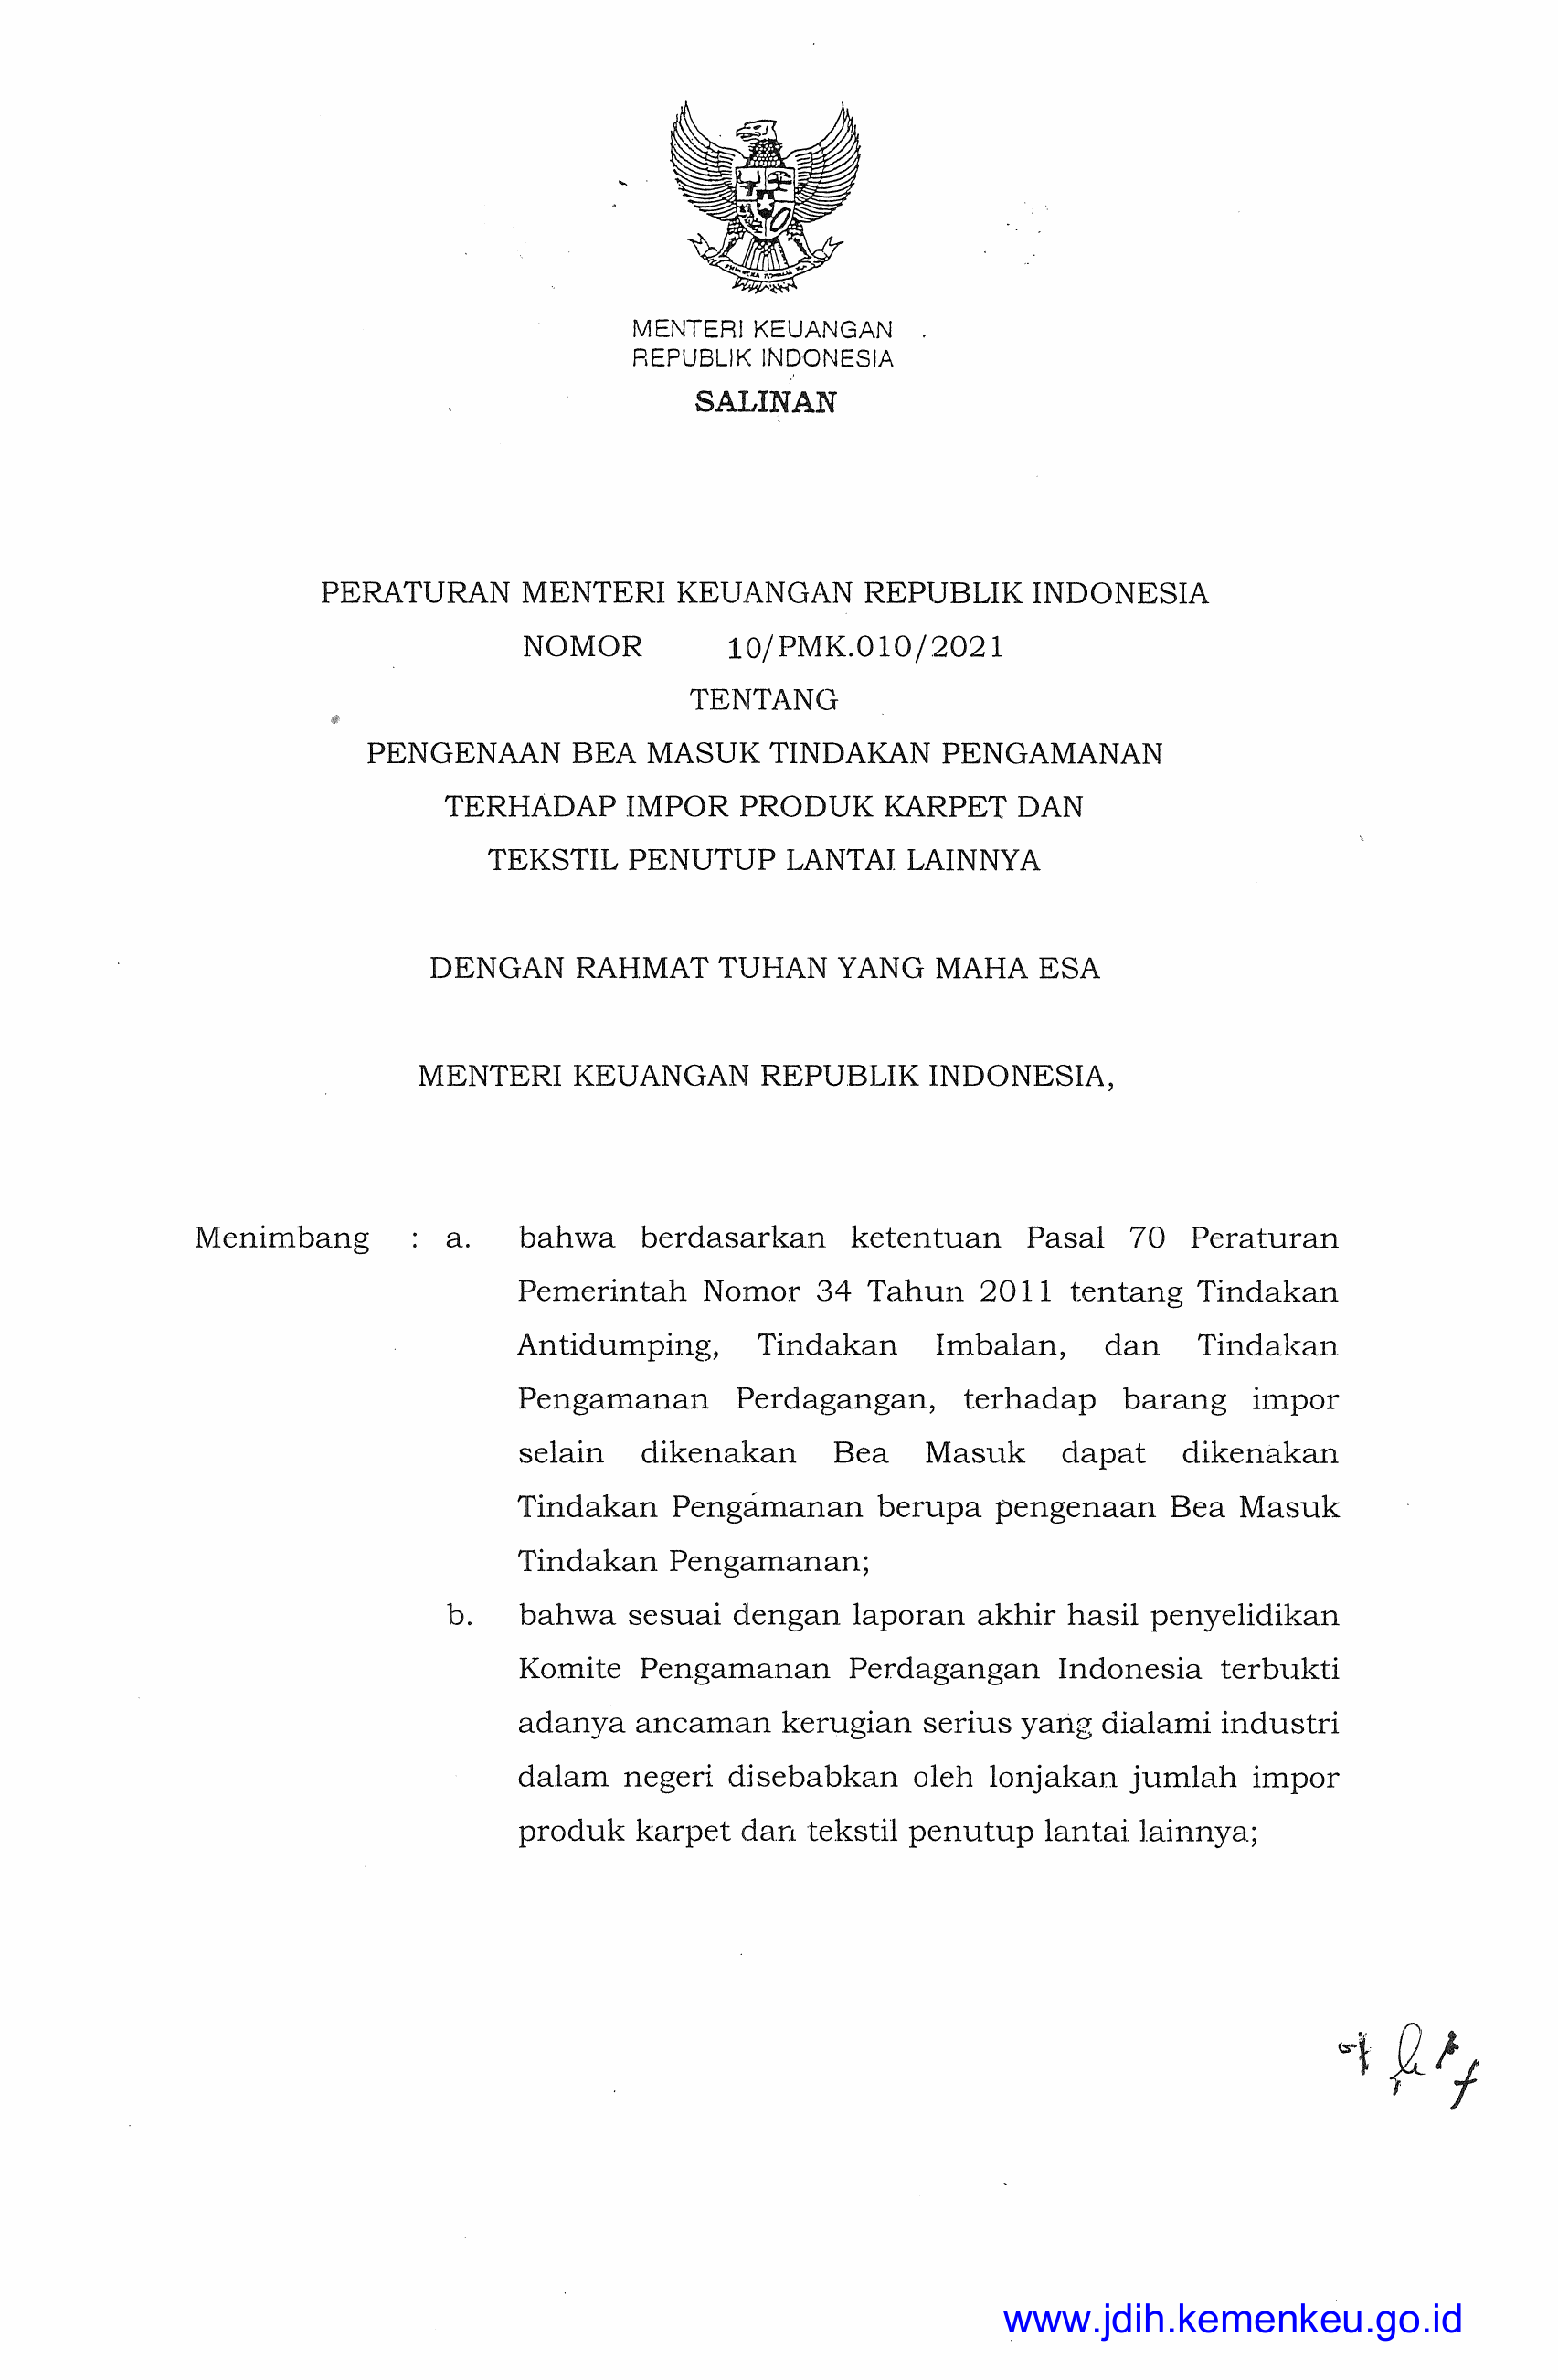 MENTERI KEUANGAN
REPUBLIK INDONESIA
SALINAN
PERATURAN MENTERI KEUANGAN REPUBLIK INDONESIA
NOMOR 10/PMK.010/2021
TENTANG
PENGENAAN BEA MASUK TINDAKAN PENGAMANAN
TERHADAP IMPOR PRODUK KARPET DAN
TEKSTIL PENUTUP LANTAI LAINNYA
DENGAN RAHMAT TUHAN YANG MAHA ESA
MENTERI KEUANGAN REPUBLIK INDONESIA,
Menimbang : a. bahwa berdasarkan ketentuan Pasal 70 Peraturan
Pemerintah Nomor 34 Tahun 2011 tentang Tindakan
Antidumping, Tindakan Imbalan, dan Tindakan
Pengamanan Perdagangan, terhadap barang impor
selain dikenakan Bea Masuk dapat dikenakan
Tindakan Pengamanan berupa pengenaan Bea Masuk
Tindakan Pengamanan;
b. bahwa sesuai dengan laporan akhir hasil penyelidikan
Komite Pengamanan Perdagangan Indonesia terbukti
adanya ancaman kerugian serius yang dialami industri
dalam negeri disebabkan oleh lonjakan jumlah impor
produk karpet dan tekstil penutup lantai lainnya;
www.jdih.kemenkeu.go.id